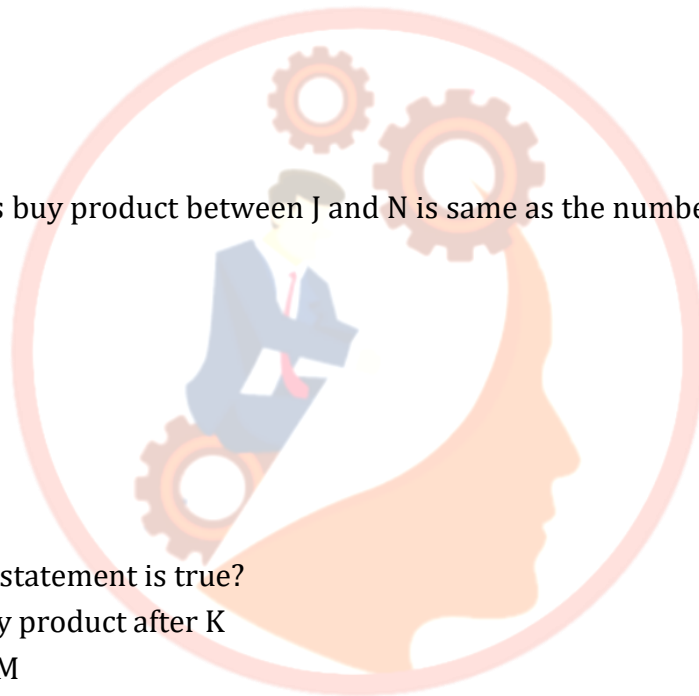 s buy product between J and N is same as the numbe
statement is true?
y product after K
M